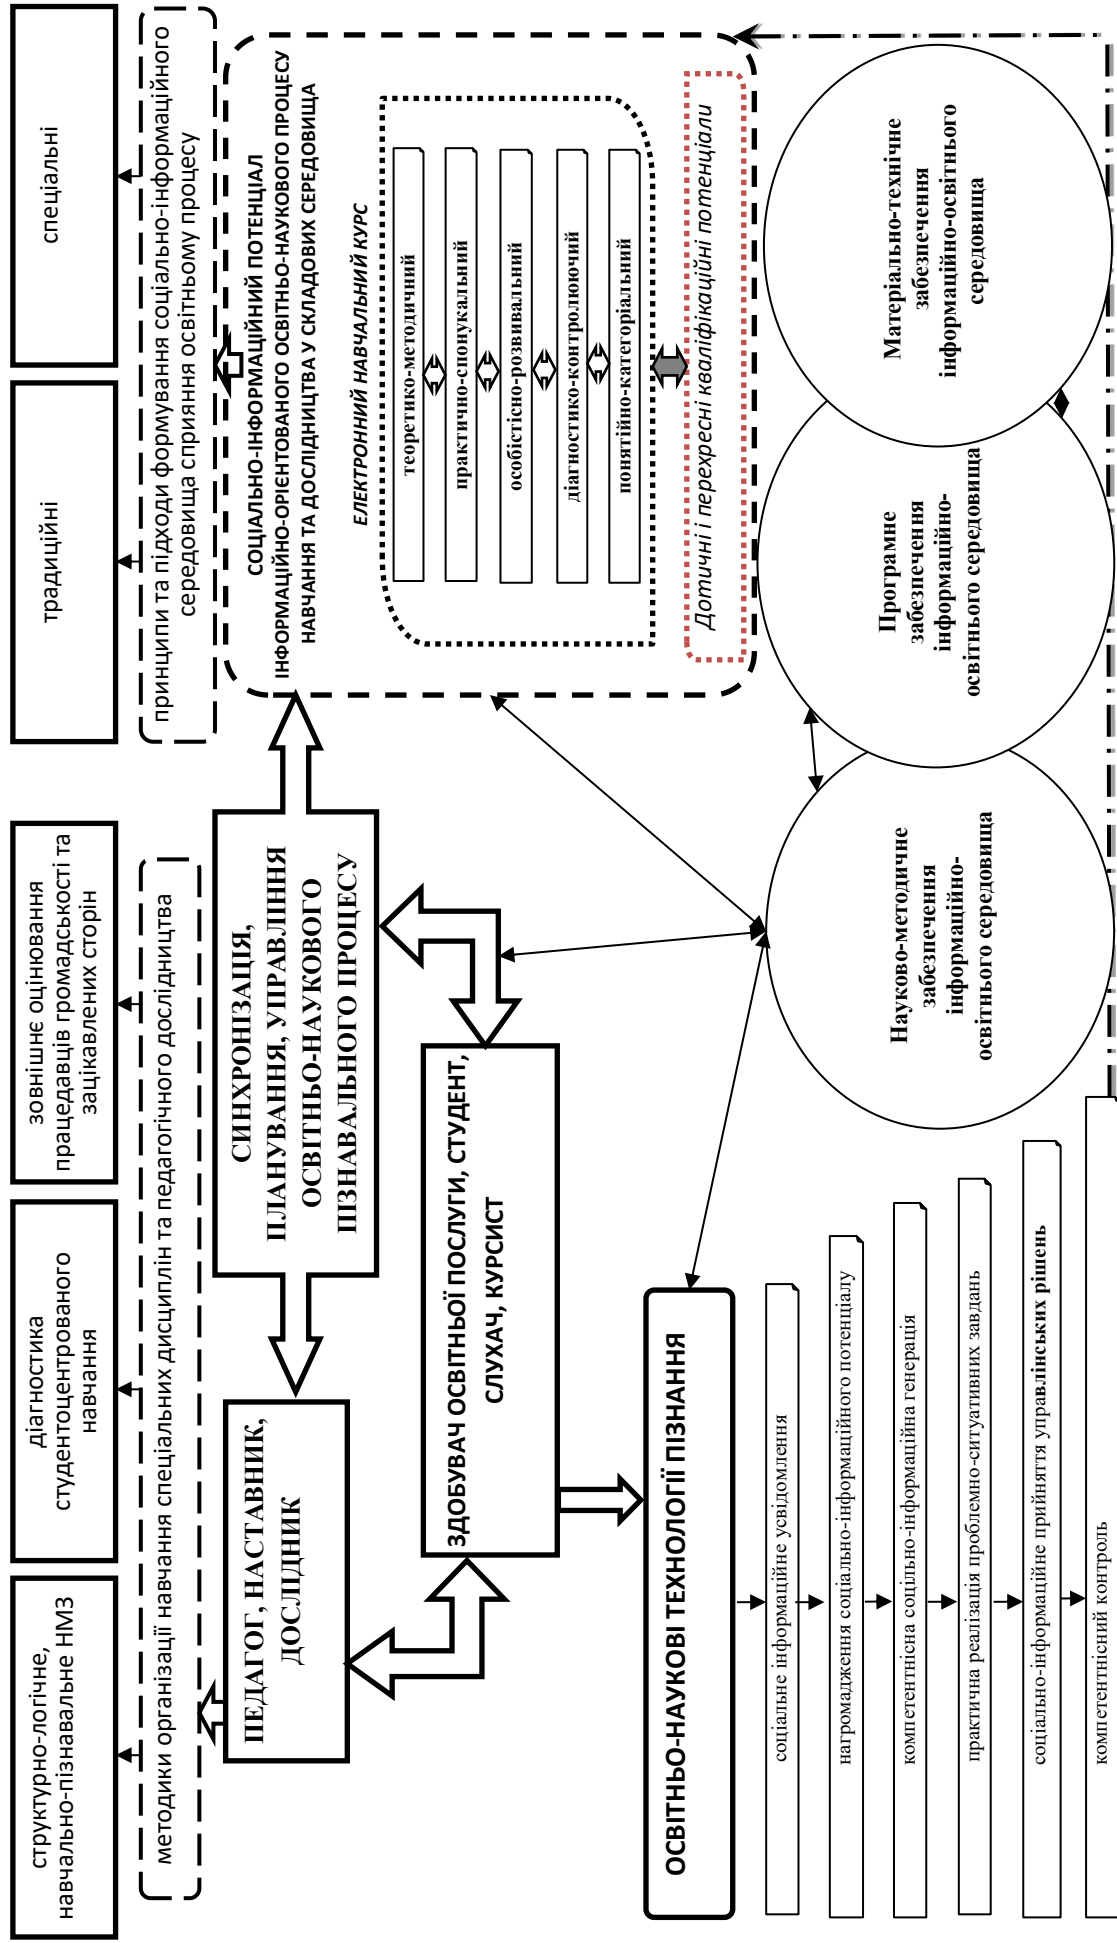 структурно-логічне,
навчально-пізнавальне НМЗ
діагностика
студентоцентрованого
навчання
зовнішнє оцінювання
працедавців громадськості та
зацікавлених сторін
традиційні
спеціальні
методики організації навчання спеціальних дисциплін та педагогічного дослідництва
принципи та підходи формування соціально-інформаційного
середовища сприяння освітньому процесу
ПЕДАГОГ, НАСТАВНИК,
ДОСЛІДНИК
СИНХРОНІЗАЦІЯ,
ПЛАНУВАННЯ, УПРАВЛІННЯ
ОСВІТНЬО-НАУКОВОГО
ПІЗНАВАЛЬНОГО ПРОЦЕСУ
СОЦІАЛЬНО-ІНФОРМАЦІЙНИЙ ПОТЕНЦІАЛ
ІНФОРМАЦІЙНО-ОРІЄНТОВАНОГО ОСВІТНЬО-НАУКОВОГО ПРОЦЕСУ
НАВЧАННЯ ТА ДОСЛІДНИЦТВА У СКЛАДОВИХ СЕРЕДОВИЩА
ЕЛЕКТРОННИЙ НАВЧАЛЬНИЙ КУРС
теоретико-методичний
практично-спонукальний
особістісно-розвивальний
діагностико-контролюючий
понятійно-категоріальний
Дотичні і перехресні кваліфікаційні потенціали
ЗДОБУВАЧ ОСВІТНЬОЇ ПОСЛУГИ, СТУДЕНТ,
СЛУХАЧ, КУРСИСТ
ОСВІТНЬО-НАУКОВІ ТЕХНОЛОГІЇ ПІЗНАННЯ
соціальне інформаційне усвідомлення
нагромадження соціально-інформаційного потенціалу
компетентнісна соцільно-інформаційна генерація
практична реалізація проблемно-ситуативних завдань
соціально-інформаційне прийняття управлінських рішень
компетентнісний контроль
Науково-методичне
забезпечення
інформаційно-
освітнього середовища
Програмне
забезпечення
інформаційно-
освітнього середовища
Матеріально-технічне
забезпечення
інформаційно-освітнього
середовища